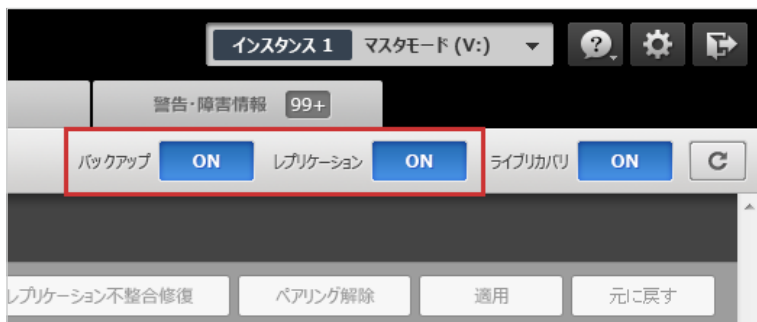 インスタンス 1 マスタモード (V:)
警告・障害情報 99+
バックアップ ON レプリケーション ON ライブリカバリ ON
レプリケーション不整合修復 ペアリング解除 適用 元に戻す